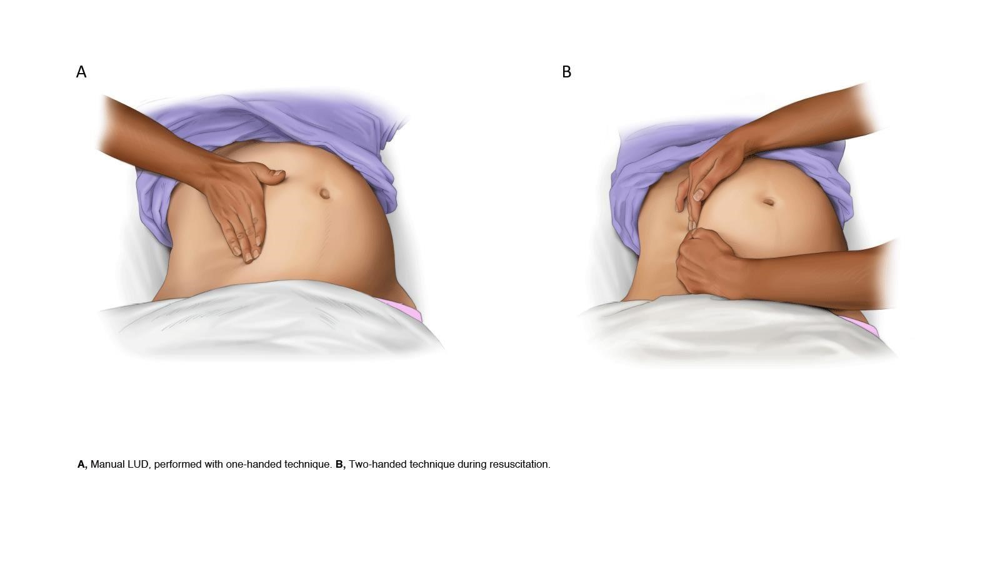 A
B
A, Manual LUD, performed with one-handed technique. B, Two-handed technique during resuscitation.